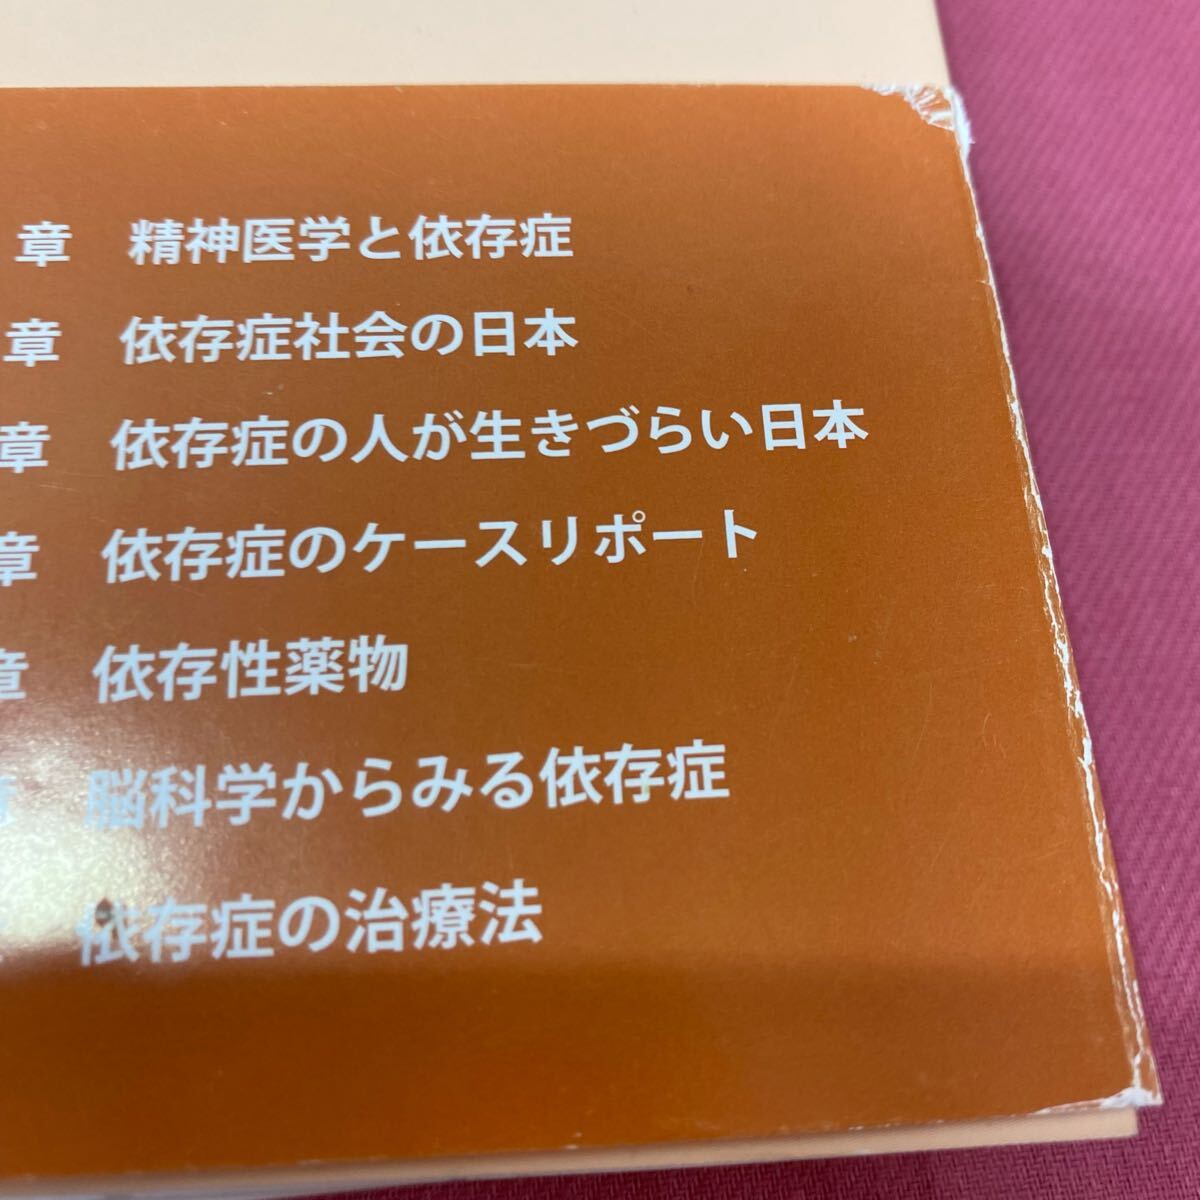 章 精神医学と依存症
章 依存症社会の日本
章 依存症の人が生きづらい日本
章 依存症のケースリポート
章 依存性薬物
章 脳科学からみる依存症
依存症の治療法